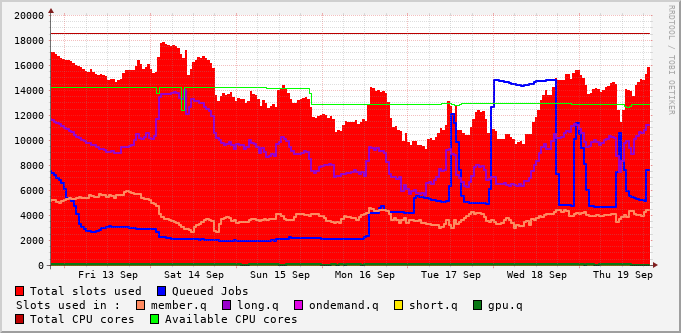 20000
18000
16000
14000
12000
10000
8000
6000
4000
2000
0
Fri 13 Sep Sat 14 Sep Sun 15 Sep Mon 16 Sep Tue 17 Sep Wed 18 Sep Thu 19 Sep
RRDTOOL / TOBI OETIKER
Total slots used Queued Jobs
Slots used in : member.q long.q ondemand.q short.q gpu.q
Total CPU cores Available CPU cores